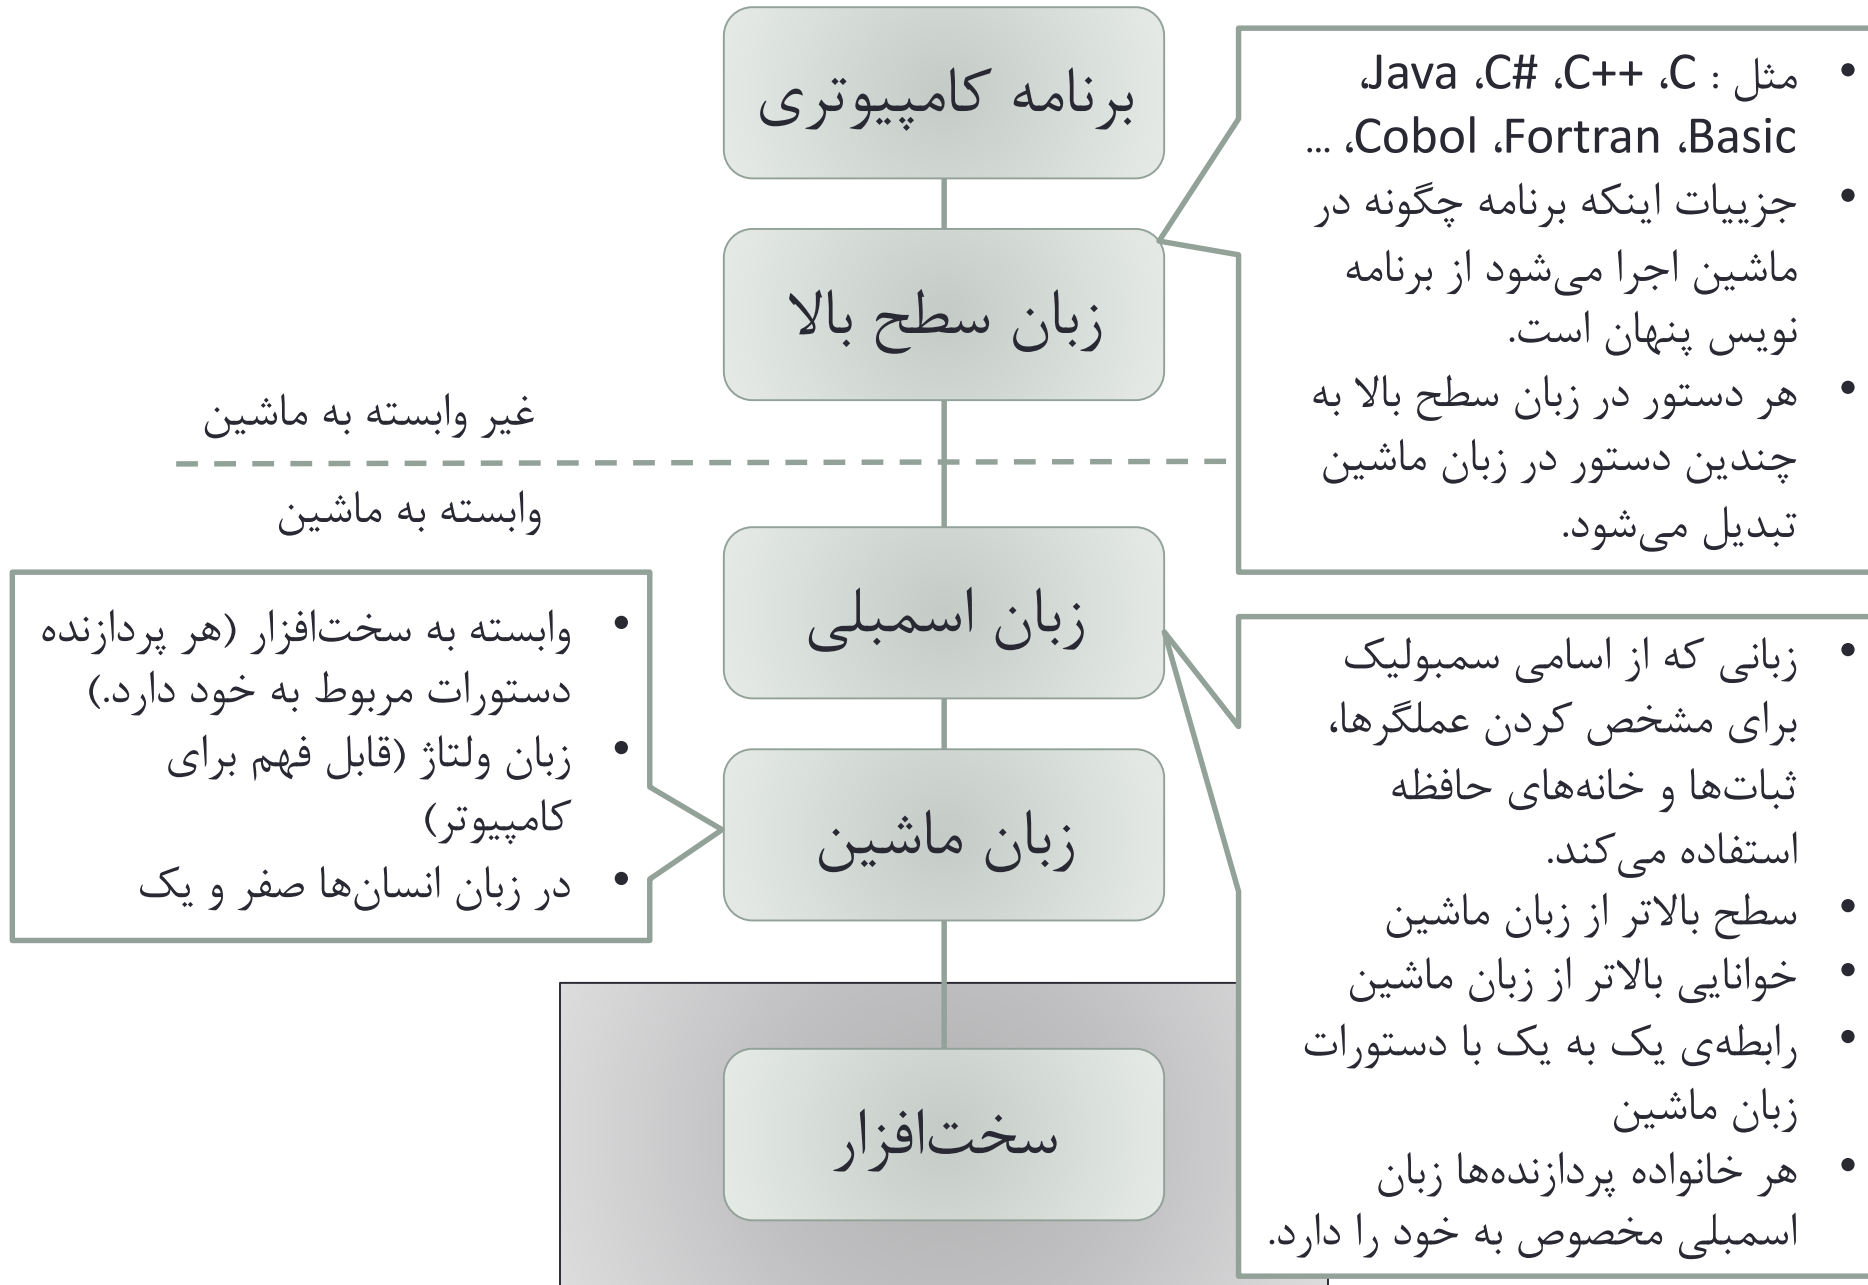 برنامه کامپیوتری
• مثل : C، C++، C#، Java،
Basic، Fortran، Cobol، ...
• جزییات اینکه برنامه چگونه در
ماشین اجرا می‌شود از برنامه
نویس پنهان است.
• هر دستور در زبان سطح بالا به
چندین دستور در زبان ماشین
تبدیل می‌شود.
زبان سطح بالا
غیر وابسته به ماشین
وابسته به ماشین
زبان اسمبلی
• زبانی که از اسامی سمبولیک
برای مشخص کردن عملگرها،
ثبات‌ها و خانه‌های حافظه
استفاده می‌کند.
• سطح بالاتر از زبان ماشین
• خوانایی بالاتر از زبان ماشین
• رابطه‌ی یک به یک با دستورات
زبان ماشین
• هر خانواده پردازنده‌ها زبان
اسمبلی مخصوص به خود را دارد.
زبان ماشین
• وابسته به سخت‌افزار (هر پردازنده
دستورات مربوط به خود دارد.)
• زبان ولتاژ (قابل فهم برای
کامپیوتر)
• در زبان انسان‌ها صفر و یک
سخت‌افزار